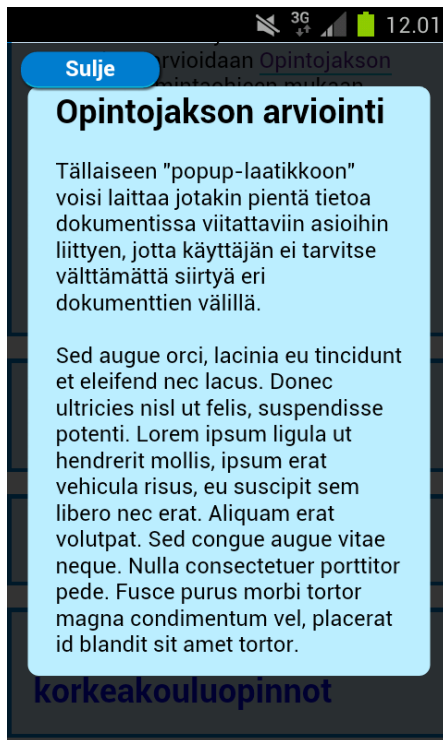 3G 12.01
rvioidaan Opintojakson
Sulje
Opintojakson arviointi
Tällaiseen "popup-laatikkoon"
voisi laittaa jotakin pientä tietoa
dokumentissa viitattaviin asioihin
liittyen, jotta käyttäjän ei tarvitse
välttämättä siirtyä eri
dokumenttien välillä.
Sed augue orci, lacinia eu tincidunt
et eleifend nec lacus. Donec
ultricies nisl ut felis, suspendisse
potenti. Lorem ipsum ligula ut
hendrerit mollis, ipsum erat
vehicula risus, eu suscipit sem
libero nec erat. Aliquam erat
volutpat. Sed congue augue vitae
neque. Nulla consectetuer porttitor
pede. Fusce purus morbi tortor
magna condimentum vel, placerat
id blandit sit amet tortor.
korkeakouluopinnot